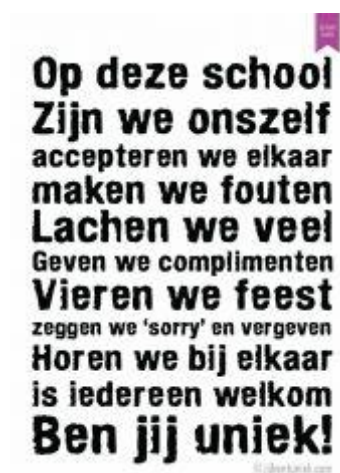 Op deze school
Zijn we onszelf
accepteren we elkaar
maken we fouten
Lachen we veel
Geven we complimenten
Vieren we feest
zeggen we ‘sorry’ en vergeven
Horen we bij elkaar
is iedereen welkom
Ben jij uniek!